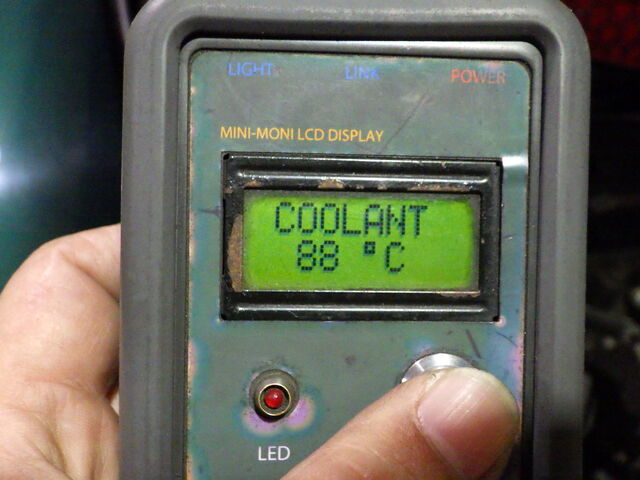 LIGHT LINK POWER
MINI-MONI LCD DISPLAY
COOLANT
88 °C
LED